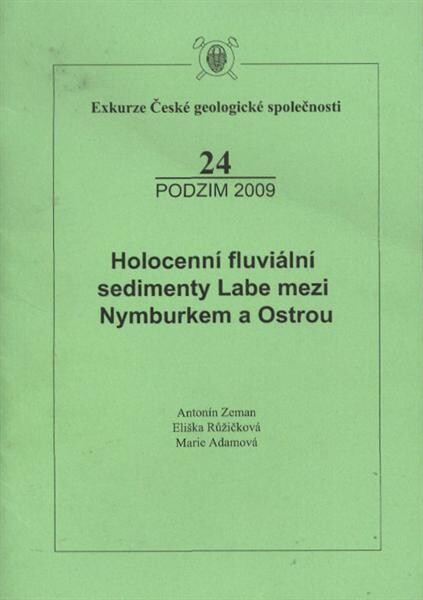 Exkurze České geologické společnosti
24
PODZIM 2009
Holocenní fluviální
sedimenty Labe mezi
Nymburkem a Ostrou
Antonín Zeman
Eliška Růžičková
Marie Adamová